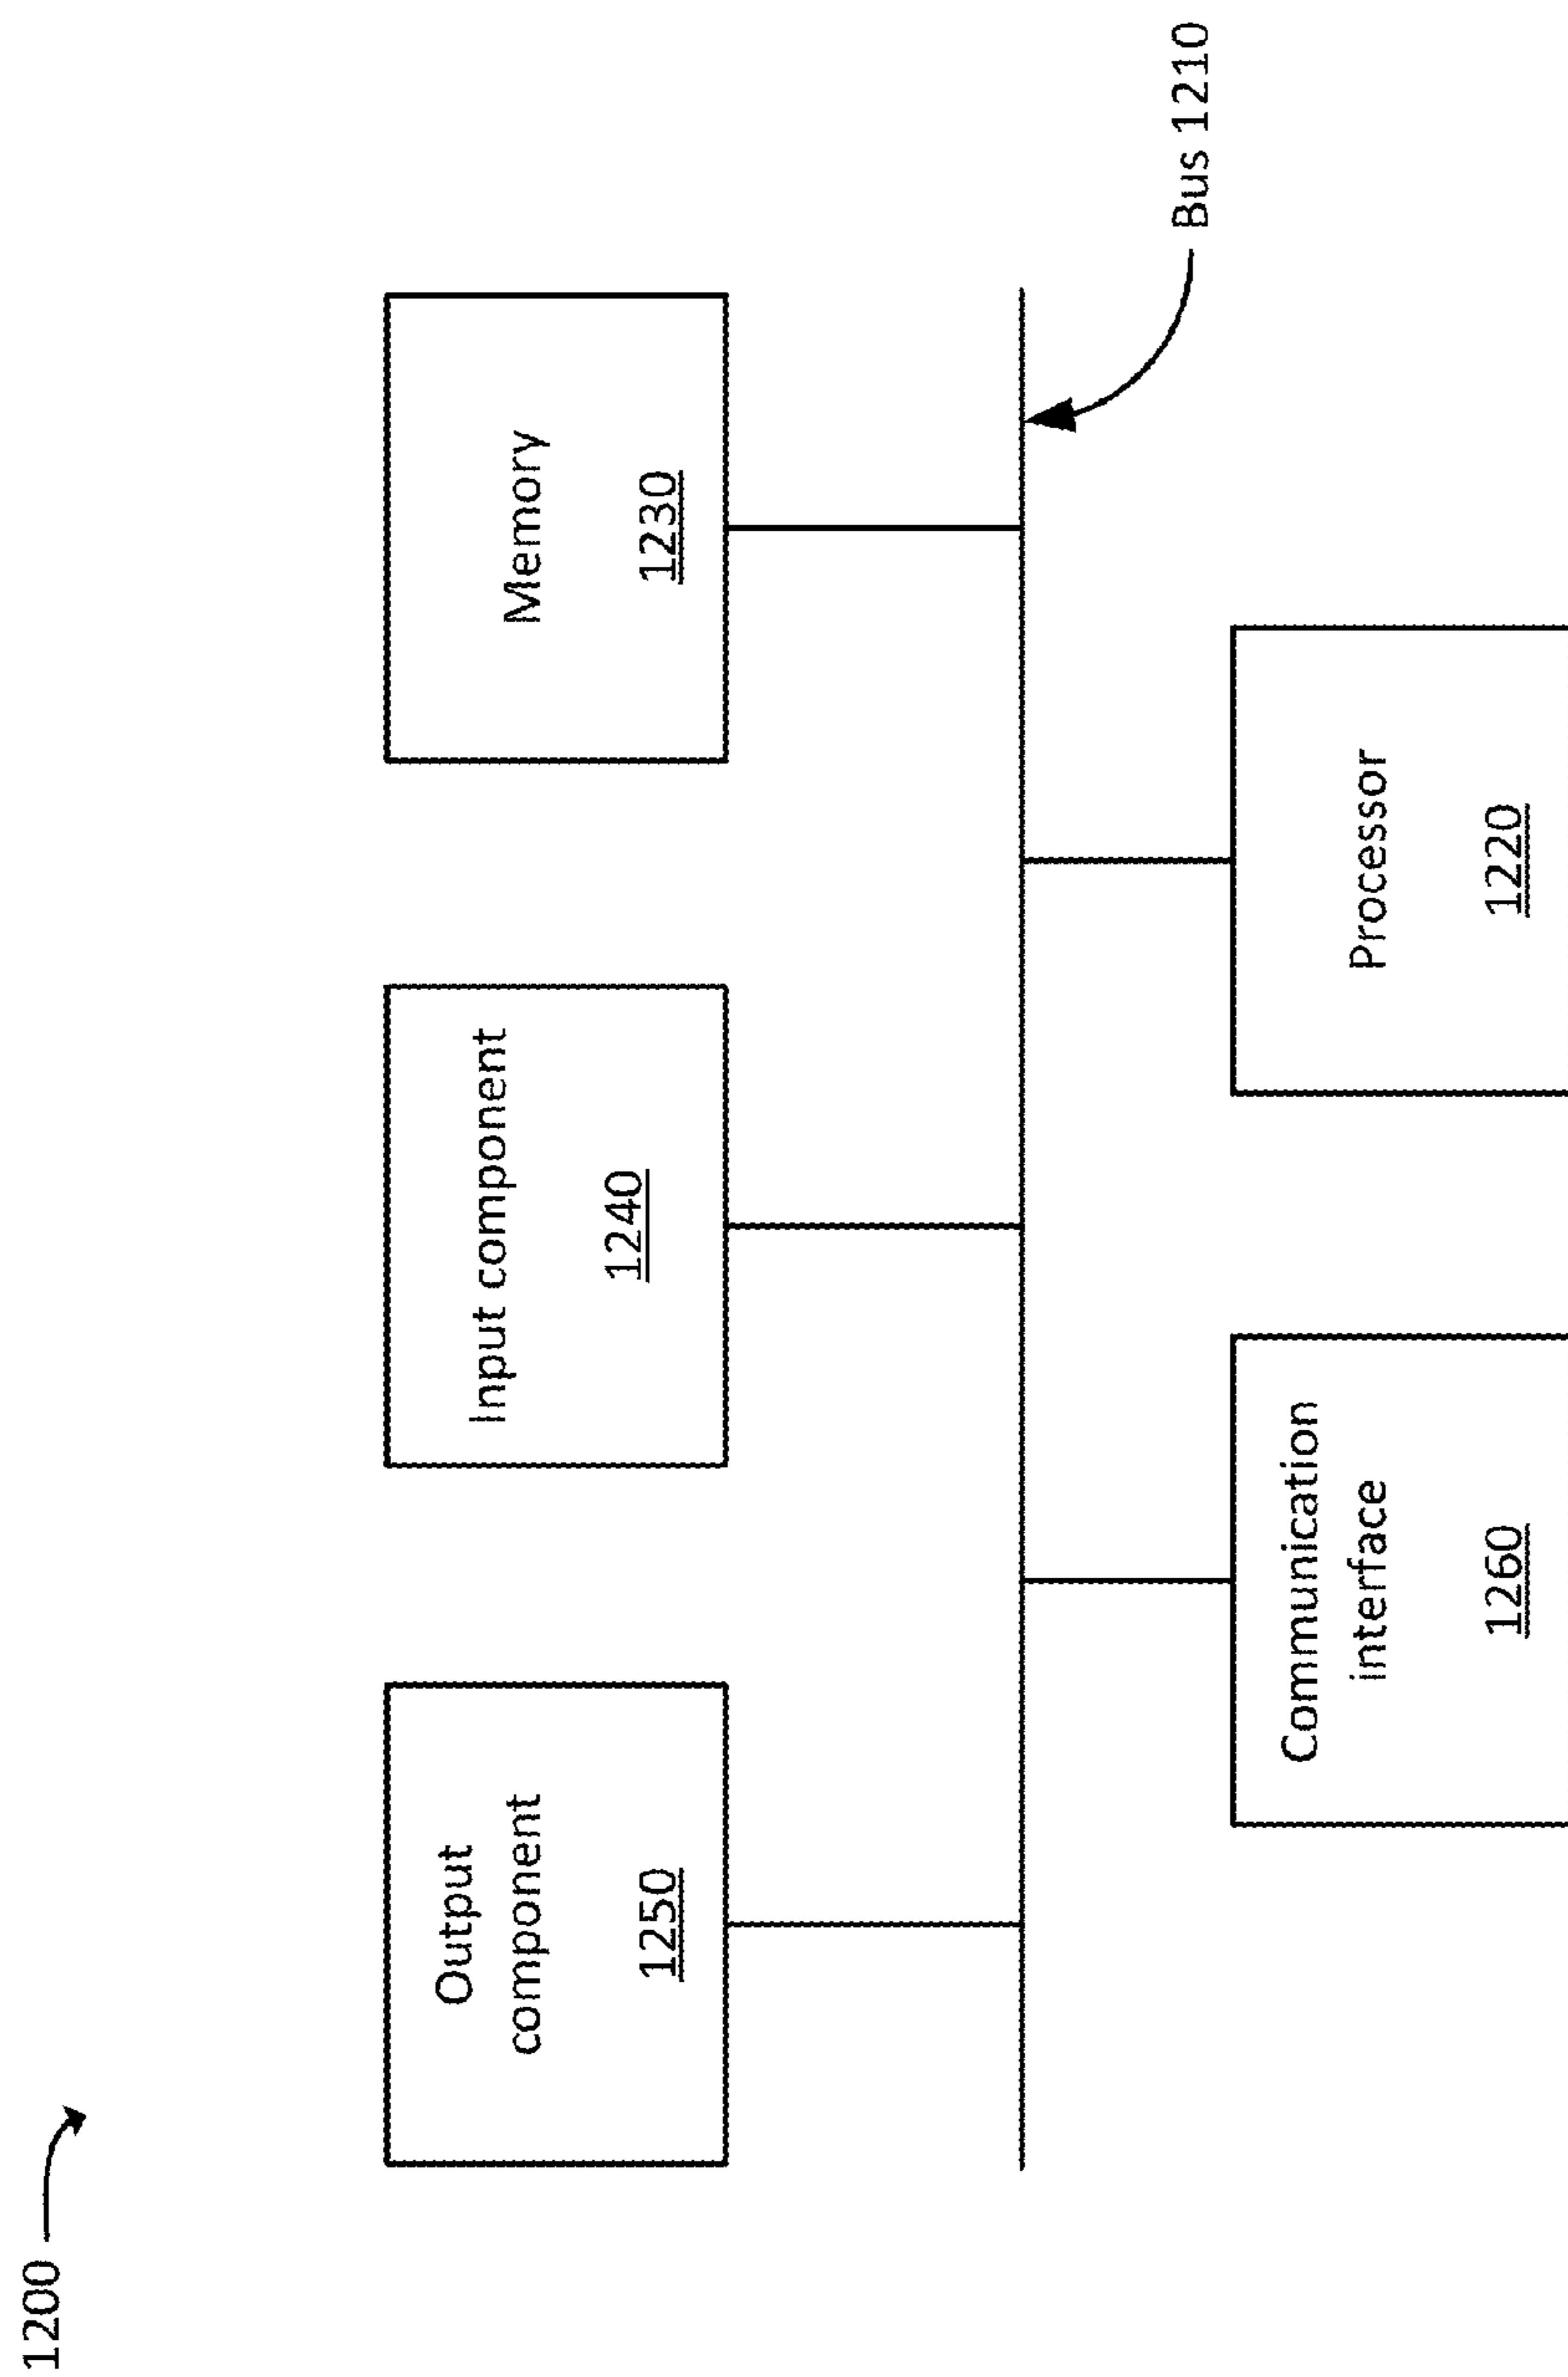 1200
Output
component
1250
Input component
1240
Memory
1230
Bus 1210
Communication
interface
1260
Processor
1220